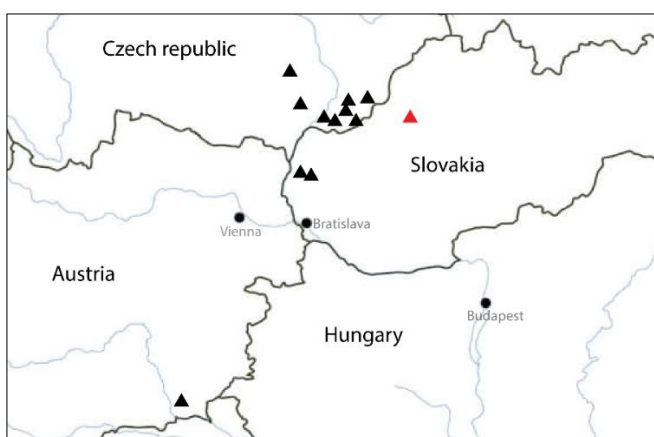 Czech republic
Slovakia
Bratislava
Vienna
Austria
Budapest
Hungary